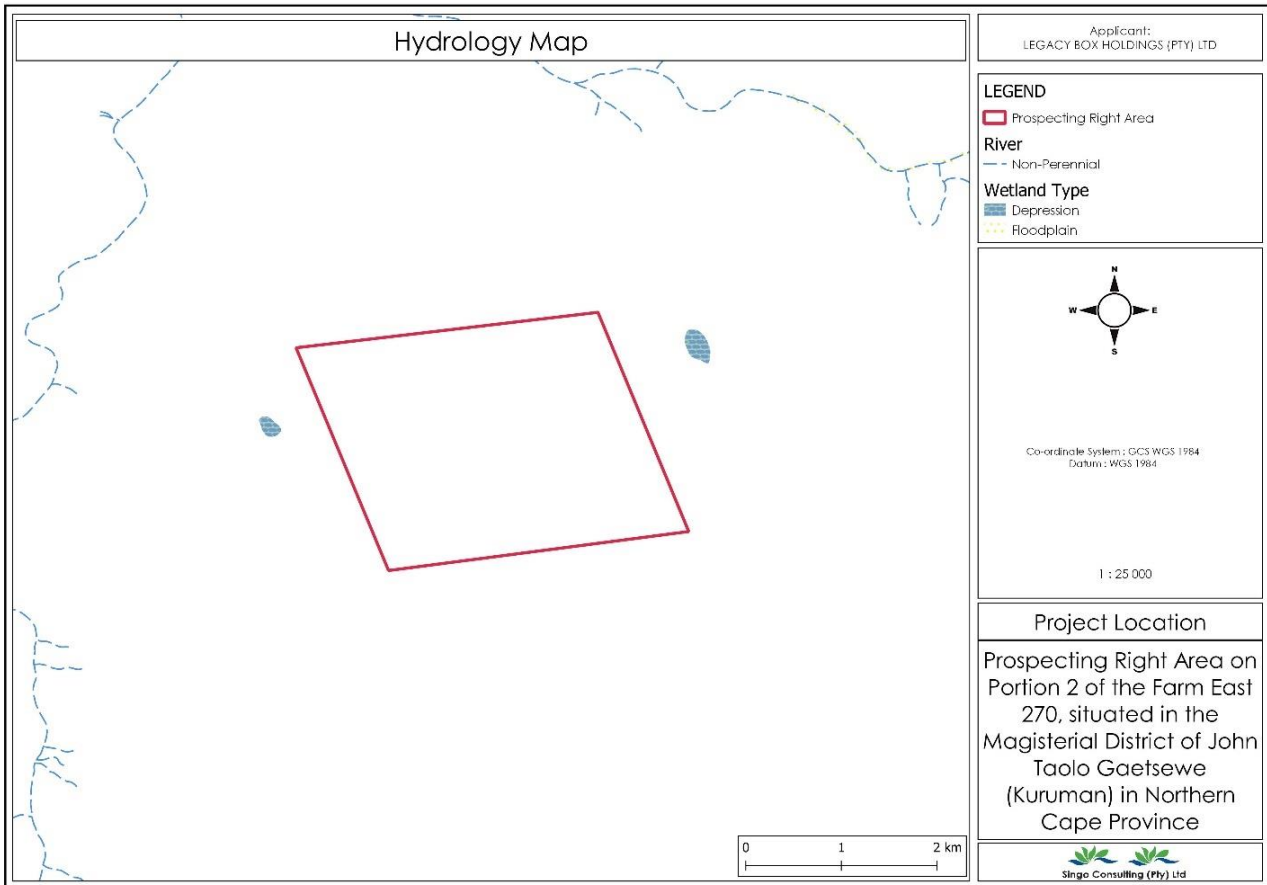 Hydrology Map
Applicant:
LEGACY BOX HOLDINGS (PTY) LTD
LEGEND
Prospecting Right Area
River
Non-Perennial
Wetland Type
Depression
Floodplain
N
W
E
S
Co-ordinate System : GCS WGS 1984
Datum : WGS 1984
1 : 25 000
Project Location
Prospecting Right Area on
Portion 2 of the Farm East
270, situated in the
Magisterial District of John
Taolo Gaetsewe
(Kuruman) in Northern
Cape Province
0 1 2 km
Singo Consulting (Pty) Ltd